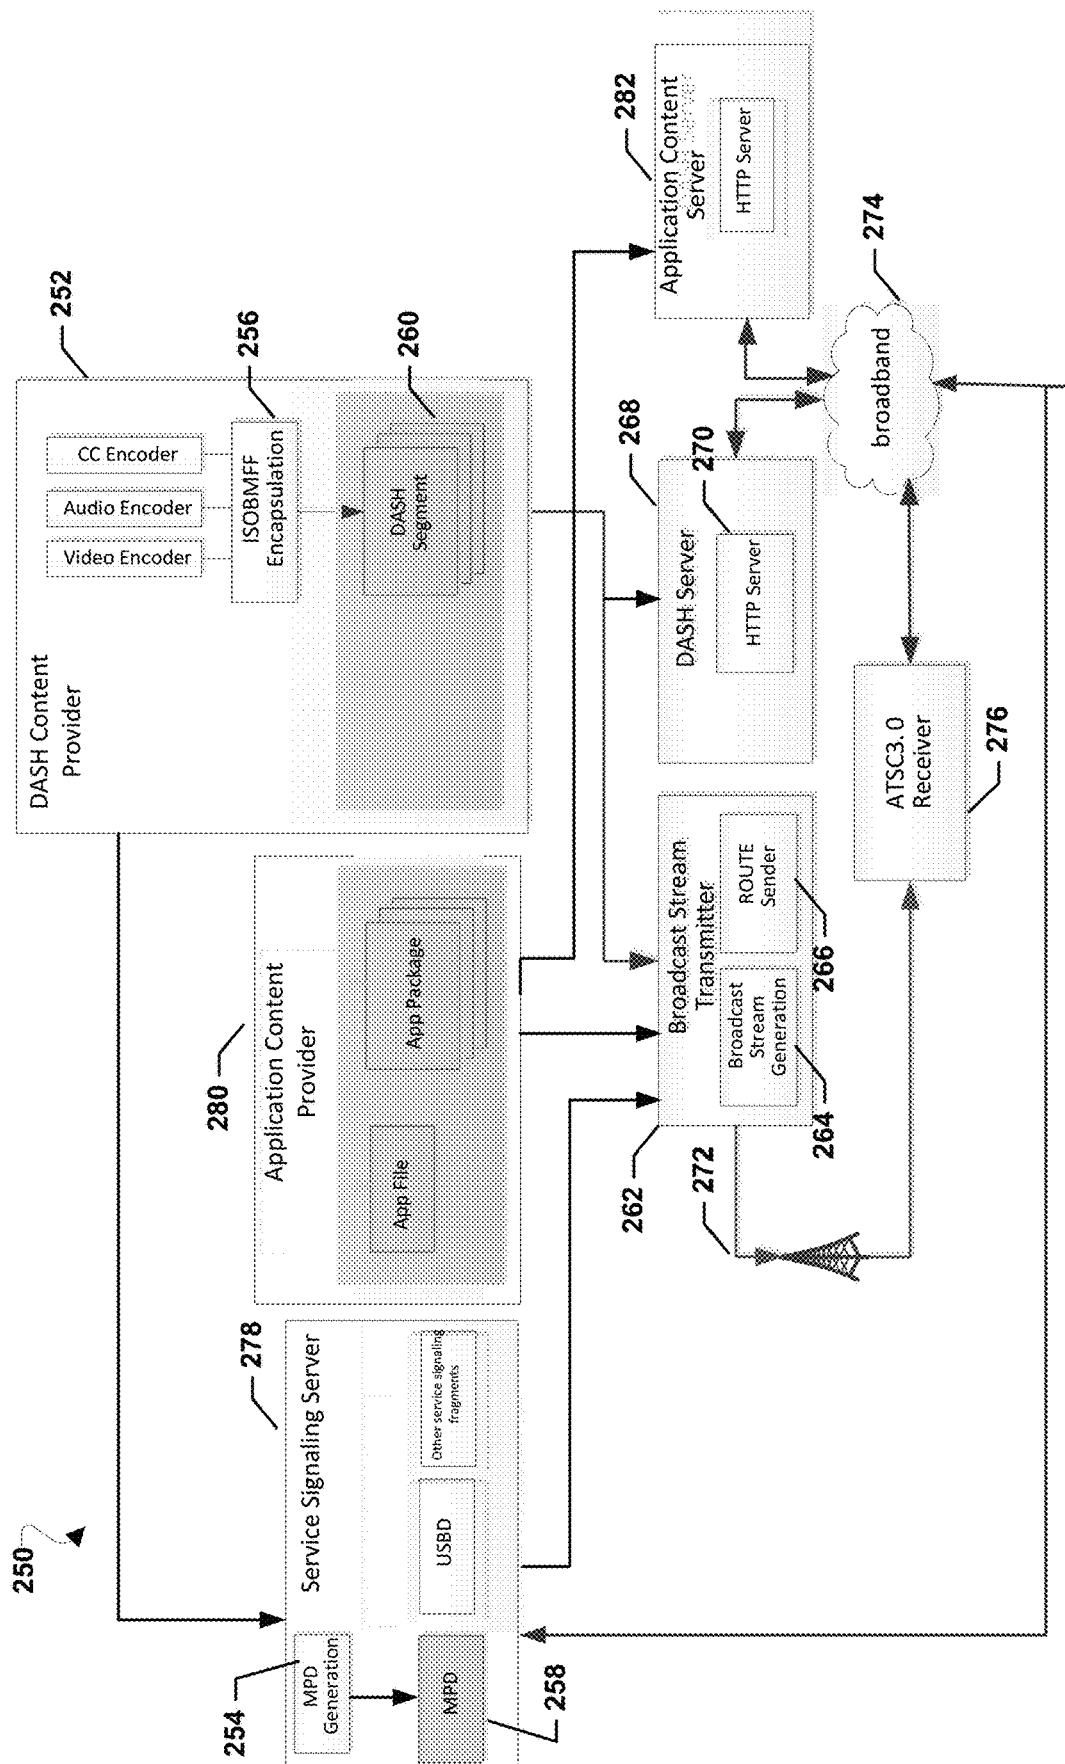 250
254
MPD
Generation
MPD
258
Service Signaling Server
278
USBD
Other service signaling
fragments
280
Application Content
Provider
App File
App Package
DASH Content
Provider
252
Video Encoder
Audio Encoder
CC Encoder
256
ISOBMFF
Encapsulation
260
DASH
Segment
262
Broadcast Stream
Transmitter
Broadcast
Stream
Generation
264
ROUTE
Sender
266
268
DASH Server
270
HTTP Server
282
Application Content
Server
HTTP Server
272
274
broadband
ATSC3.0
Receiver
276